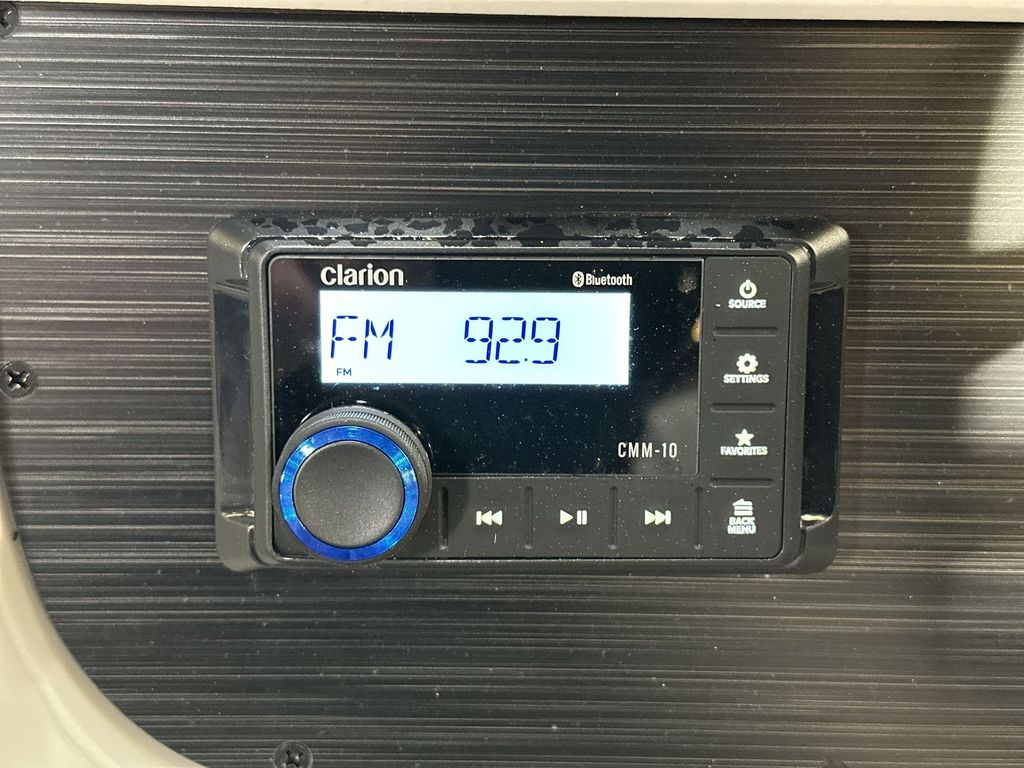 clarion
Bluetooth
FM 92.9
FM
CMM-10
SOURCE
SETTINGS
FAVORITES
BACK
MENU